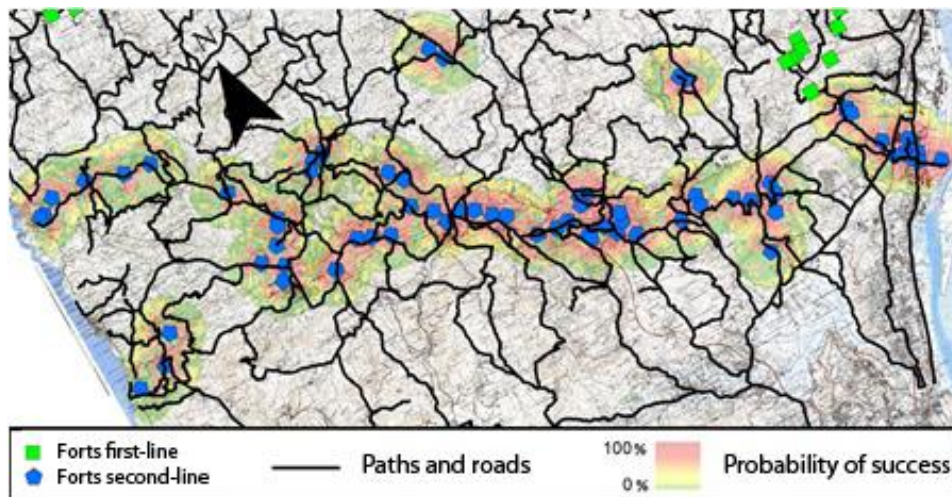 N
Forts first-line
Forts second-line
Paths and roads
100%
0%
Probability of success